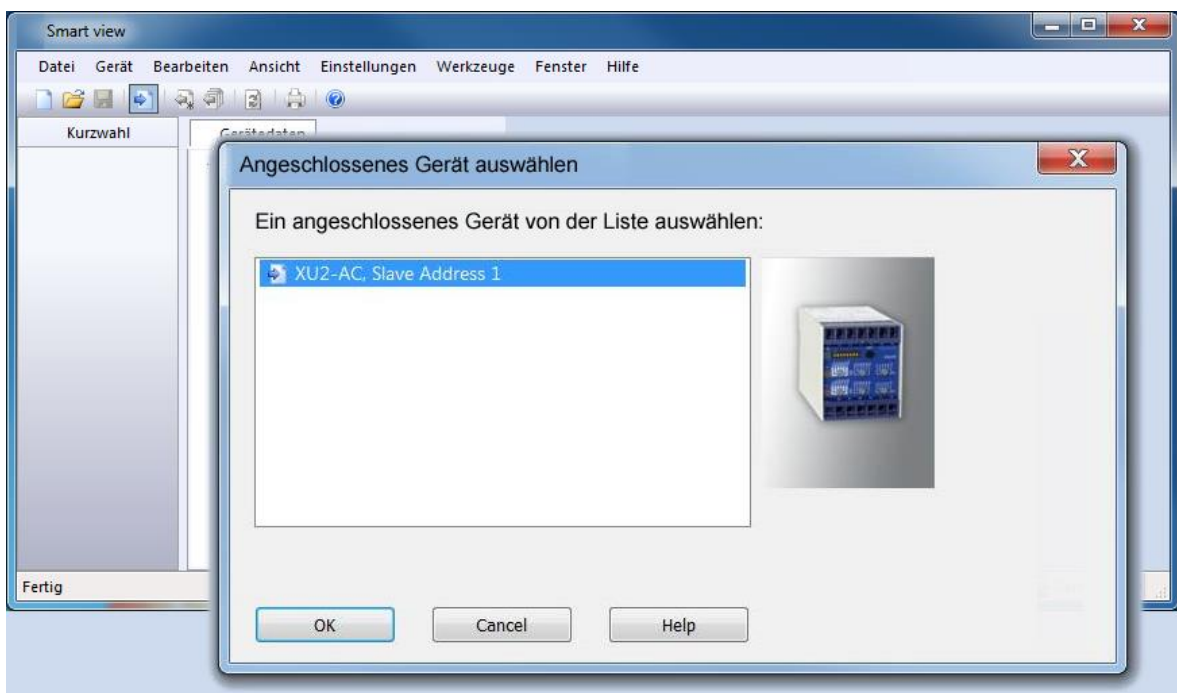 Smart view
Datei Gerät Bearbeiten Ansicht Einstellungen Werkzeuge Fenster Hilfe
Kurzwahl
Gerätedaten
Angeschlossenes Gerät auswählen
Ein angeschlossenes Gerät von der Liste auswählen:
XU2-AC, Slave Address 1
Fertig
OK Cancel Help